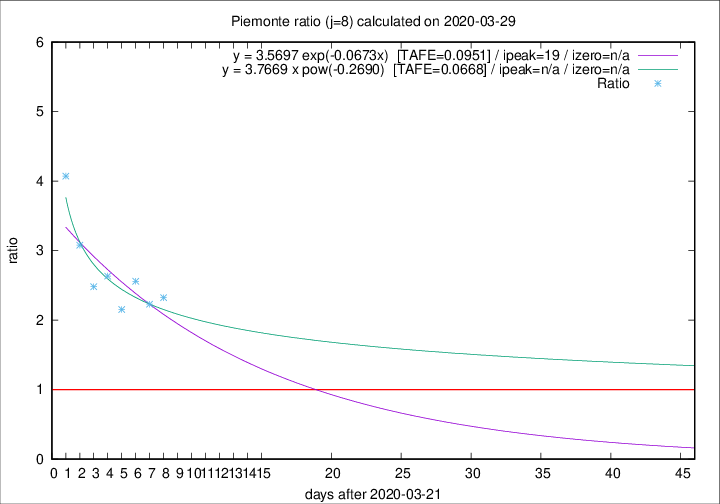 Piemonte ratio (j=8) calculated on 2020-03-29
y = 3.5697 exp(-0.0673x) [TAFE=0.0951] / ipeak=19 / izero=n/a
y = 3.7669 x pow(-0.2690) [TAFE=0.0668] / ipeak=n/a / izero=n/a
Ratio
6
5
4
3
2
1
0
ratio
0 1 2 3 4 5 6 7 8 9 10 11 12 13 14 15 20 25 30 35 40 45
days after 2020-03-21